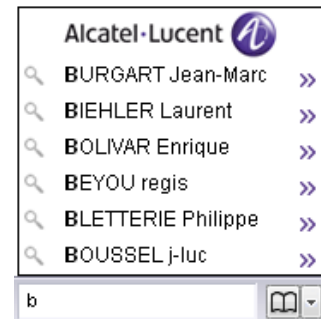 Alcatel·Lucent
BURGART Jean-Marc
BIEHLER Laurent
BOLIVAR Enrique
BEYOU regis
BLETTERIE Philippe
BOUSSEL j-luc
b